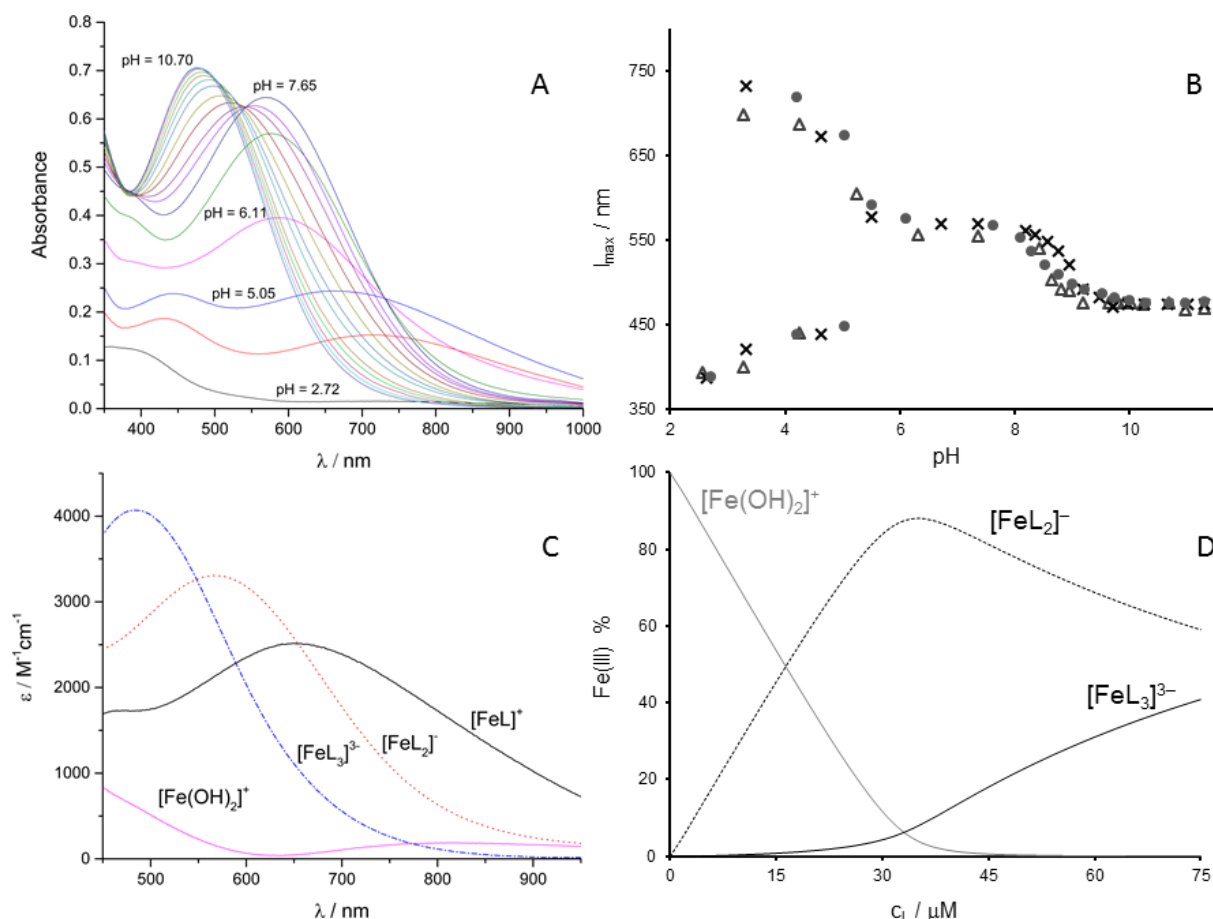 A
0.8
0.7
0.6
0.5
0.4
0.3
0.2
0.1
0.0
pH = 10.70
pH = 7.65
pH = 6.11
pH = 5.05
pH = 2.72
400 500 600 700 800 900 1000
Absorbance
λ / nm
B
750
650
550
450
350
2 4 6 8 10
lmax / nm
pH
C
4000
3000
2000
1000
0
[FeL]⁺
[FeL₃]³⁻
[FeL₂]⁻
[Fe(OH)₂]⁺
500 600 700 800 900
ε / M⁻¹cm⁻¹
λ / nm
D
100
80
60
40
20
0
[Fe(OH)₂]⁺
[FeL₂]⁻
[FeL₃]³⁻
0 15 30 45 60 75
Fe(III) %
cL / µM